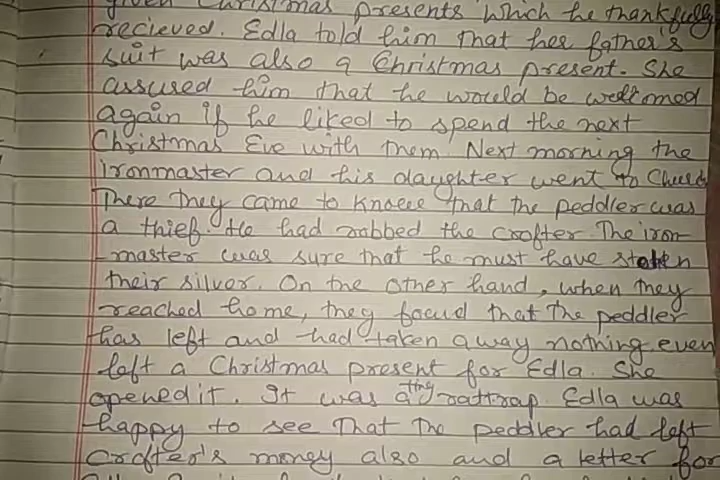 given Christmas presents which he thankfully
recieved. Edla told him that her father's
suit was also a Christmas present. She
assured him that he would be wellcomed
again if he liked to spend the next
Christmas Eve with them. Next morning the
ironmaster and his daughter went to
There they came to know that the peddler was
a thief. He had robbed the crofter. The iron-
master was sure that he must have stolen
their silver. On the other hand, when they
reached home, they found that the peddler
has left and had taken away nothing. even
left a Christmas present for Edla. She
opened it. It was a tiny rattrap. Edla was
happy to see that the peddler had left
crofter's money also and a letter for